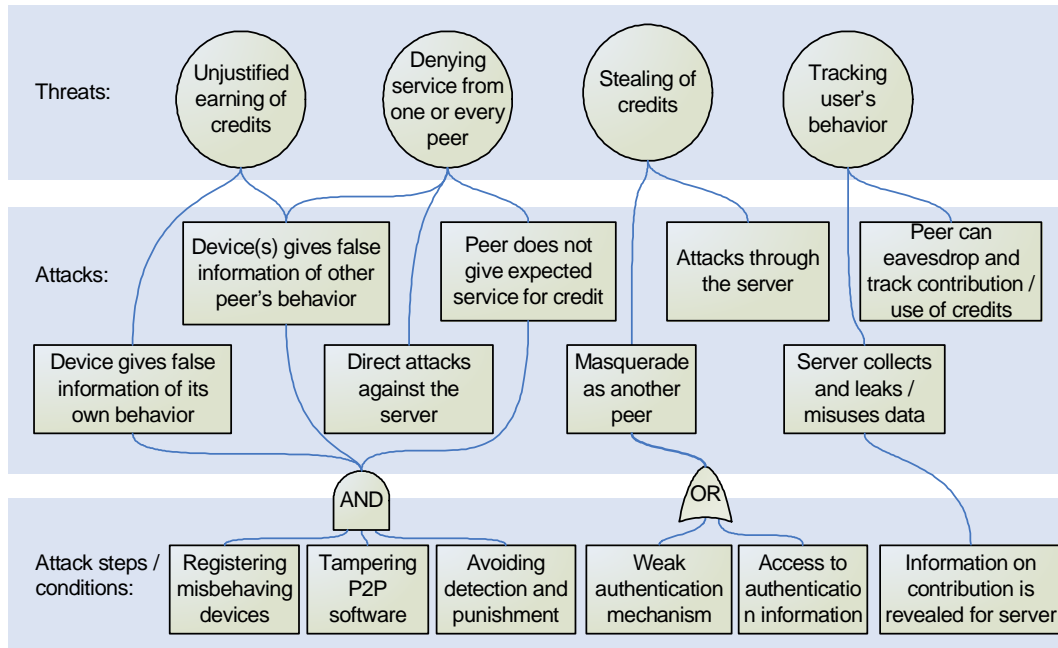 Threats:
Unjustified
earning of
credits
Denying
service from
one or every
peer
Stealing of
credits
Tracking
user's
behavior
Attacks:
Device(s) gives false
information of other
peer's behavior
Peer does not
give expected
service for credit
Attacks through
the server
Peer can
eavesdrop and
track contribution /
use of credits
Device gives false
information of its
own behavior
Direct attacks
against the
server
Masquerade
as another
peer
Server collects
and leaks /
misuses data
AND
OR
Attack steps /
conditions:
Registering
misbehaving
devices
Tampering
P2P
software
Avoiding
detection and
punishment
Weak
authentication
mechanism
Access to
authenticatio
n information
Information on
contribution is
revealed for server